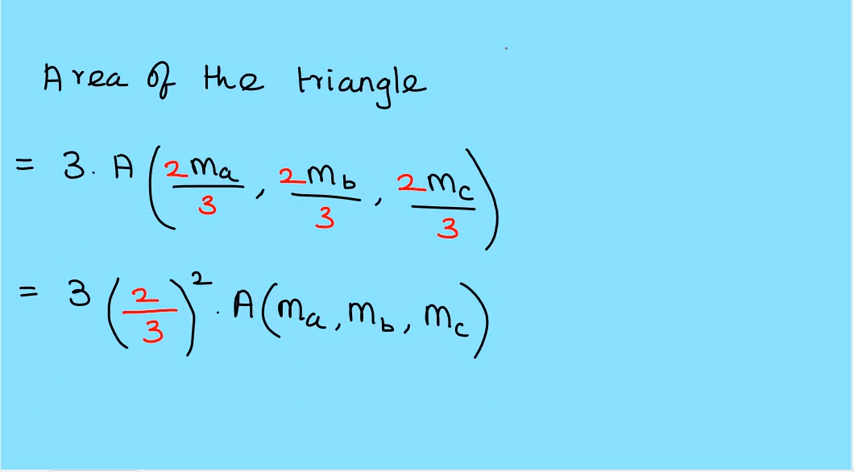 Area of the triangle
= 3. A (2ma/3, 2mb/3, 2mc/3)
= 3 (2/3)². A(ma, mb, mc)